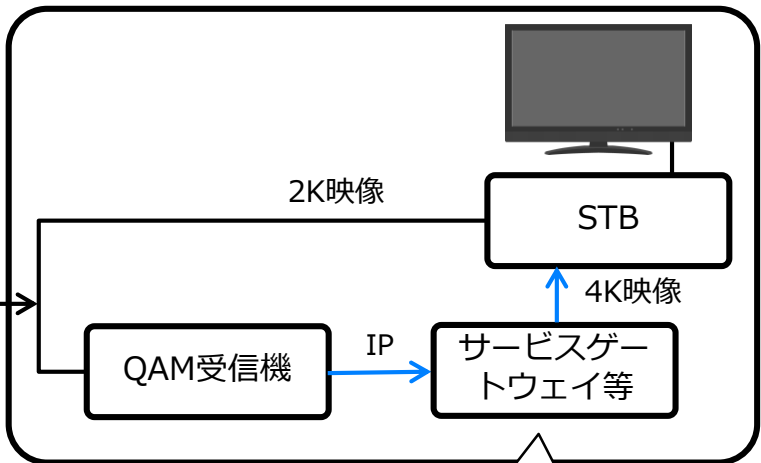 2K映像
STB
4K映像
QAM受信機
IP
サービスゲー
トウェイ等